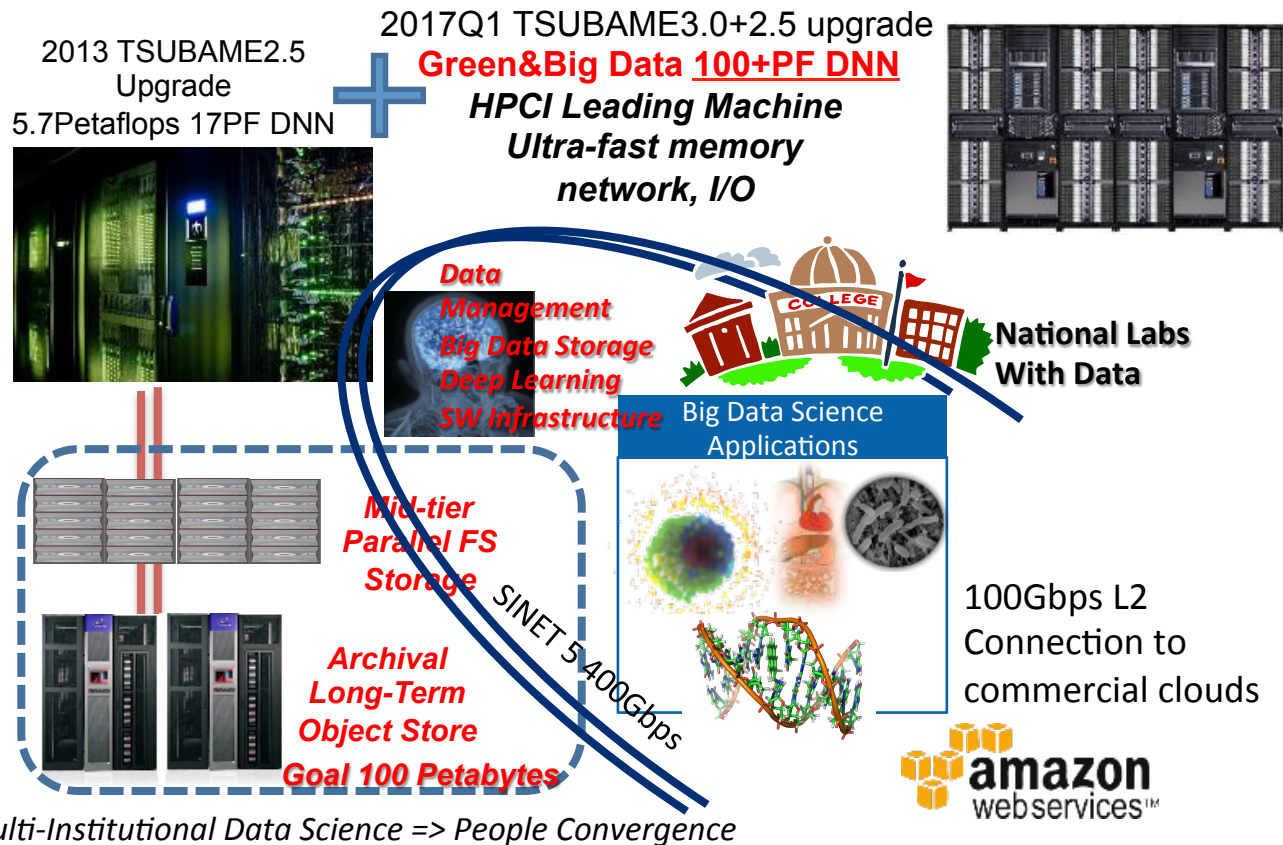 2013 TSUBAME2.5
Upgrade
5.7Petaflops 17PF DNN
2017Q1 TSUBAME3.0+2.5 upgrade
Green&Big Data 100+PF DNN
HPCI Leading Machine
Ultra-fast memory
network, I/O
Data
Management
Big Data Storage
Deep Learning
SW Infrastructure
COLLEGE
National Labs
With Data
Big Data Science
Applications
Mid-tier
Parallel FS
Storage
Archival
Long-Term
Object Store
Goal 100 Petabytes
SINET 5 400Gbps
100Gbps L2
Connection to
commercial clouds
amazon
webservices™
ulti-Institutional Data Science => People Convergence